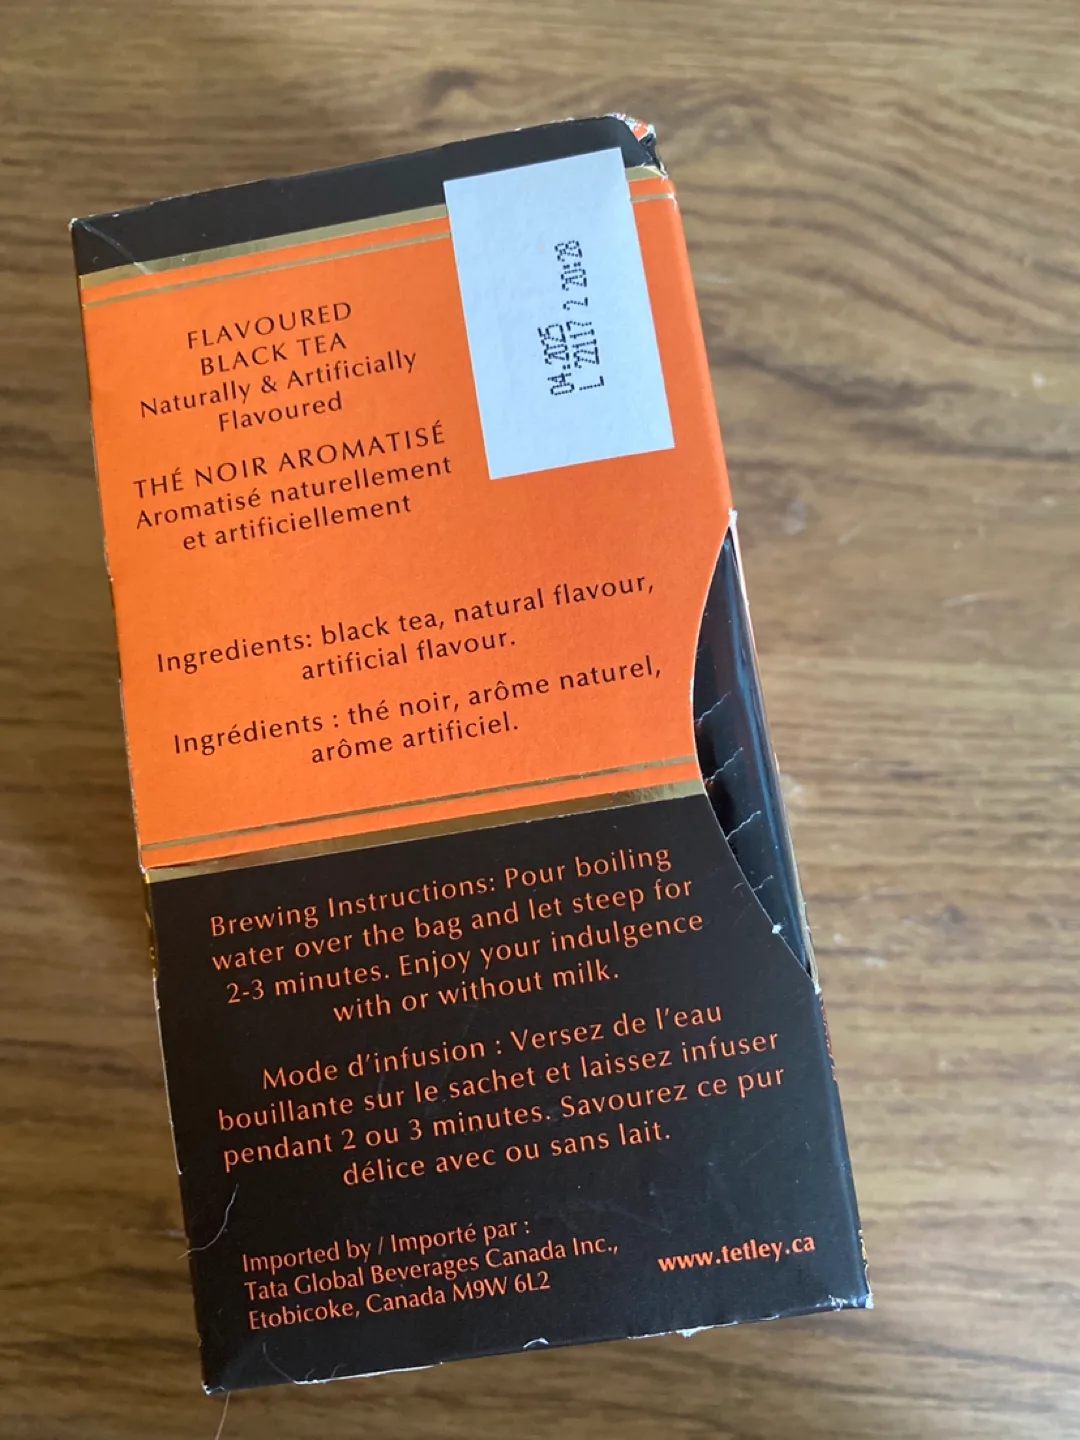 04:2025
L 22117 2 20:28
FLAVOURED
BLACK TEA
Naturally & Artificially
Flavoured
THÉ NOIR AROMATISÉ
Aromatisé naturellement
et artificiellement
Ingredients: black tea, natural flavour,
artificial flavour.
Ingrédients : thé noir, arôme naturel,
arôme artificiel.
Brewing Instructions: Pour boiling
water over the bag and let steep for
2-3 minutes. Enjoy your indulgence
with or without milk.
Mode d'infusion : Versez de l'eau
bouillante sur le sachet et laissez infuser
pendant 2 ou 3 minutes. Savourez ce pur
délice avec ou sans lait.
Imported by / Importé par :
Tata Global Beverages Canada Inc.,
Etobicoke, Canada M9W 6L2
www.tetley.ca